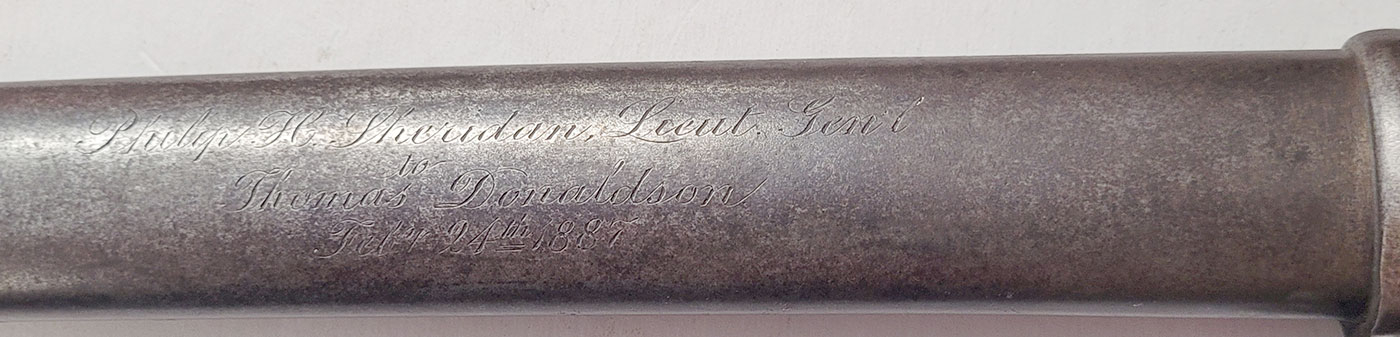 Philip H. Sheridan, Lieut. Gen'l
to
Thomas Donaldson
Feb'y 24th 1887